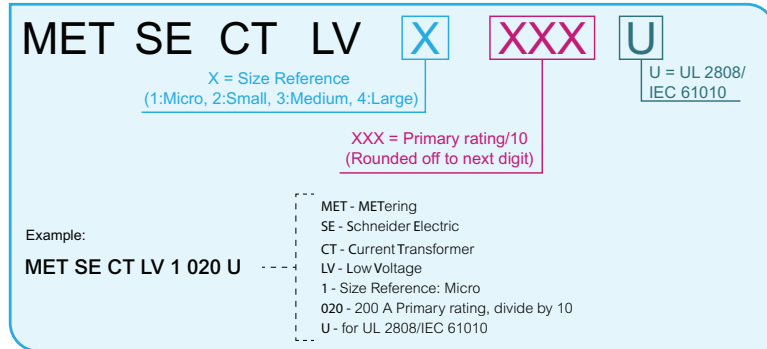 MET SE CT LV X XXX U
X = Size Reference
(1:Micro, 2:Small, 3:Medium, 4:Large)
U = UL 2808/
IEC 61010
XXX = Primary rating/10
(Rounded off to next digit)
Example:
MET SE CT LV 1 020 U
MET - METering
SE - Schneider Electric
CT - Current Transformer
LV - Low Voltage
1 - Size Reference: Micro
020 - 200 A Primary rating, divide by 10
U - for UL 2808/IEC 61010